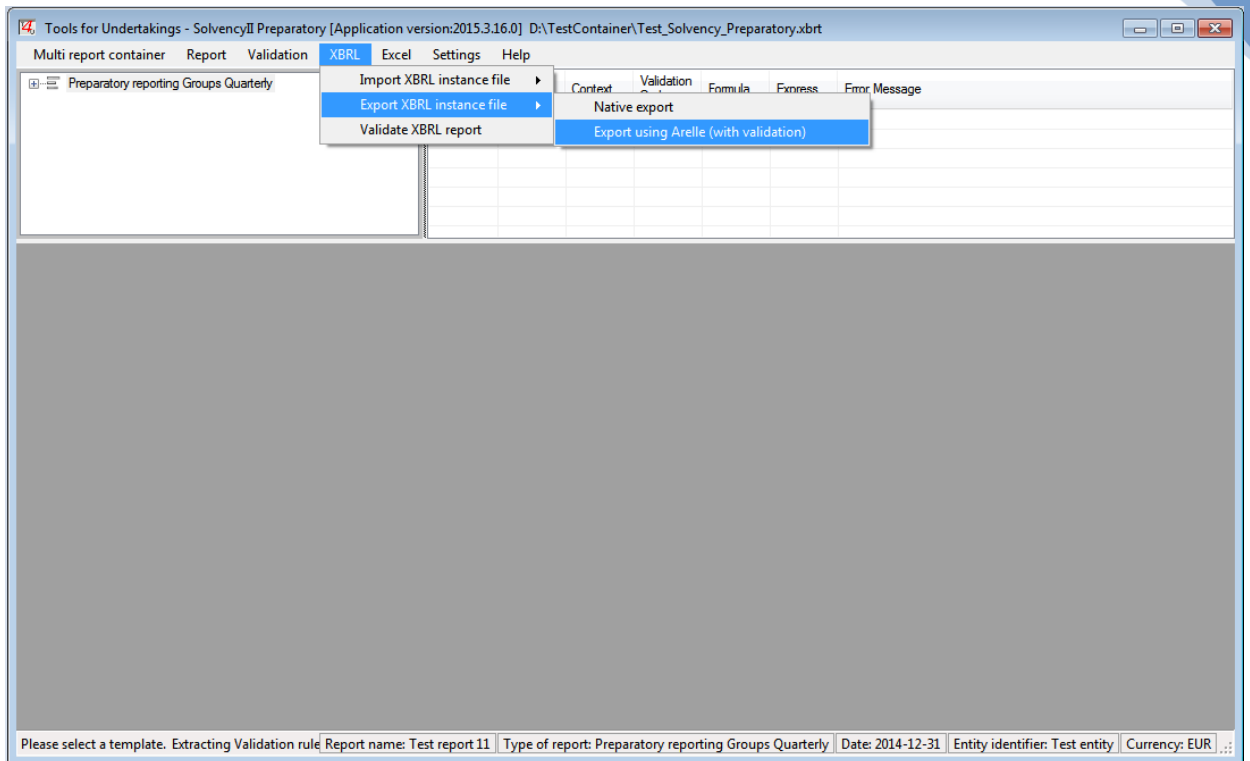 Tools for Undertakings - SolvencyII Preparatory [Application version:2015.3.16.0] D:\TestContainer\Test_Solvency_Preparatory.xbrt
Multi report container Report Validation XBRL Excel Settings Help
Preparatory reporting Groups Quarterly
Import XBRL instance file
Export XBRL instance file
Validate XBRL report
Context Validation Formula Express Error Message
Native export
Export using Arelle (with validation)
Please select a template. Extracting Validation rule Report name: Test report 11 Type of report: Preparatory reporting Groups Quarterly Date: 2014-12-31 Entity identifier: Test entity Currency: EUR